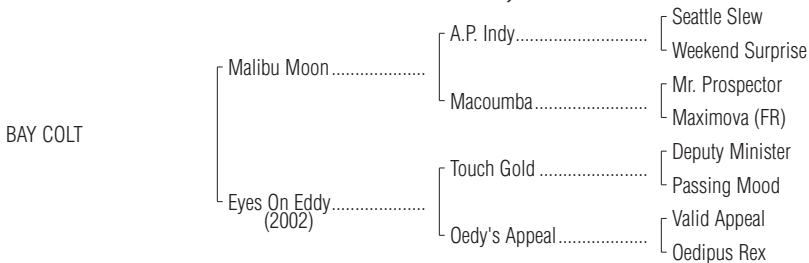 Seattle Slew
A.P. Indy....................................
Weekend Surprise
Malibu Moon.....................
Mr. Prospector
Macoumba...............................
Maximova (FR)
BAY COLT
Deputy Minister
Touch Gold .............................
Passing Mood
Eyes On Eddy.....................
(2002)
Valid Appeal
Oedy's Appeal........................
Oedipus Rex